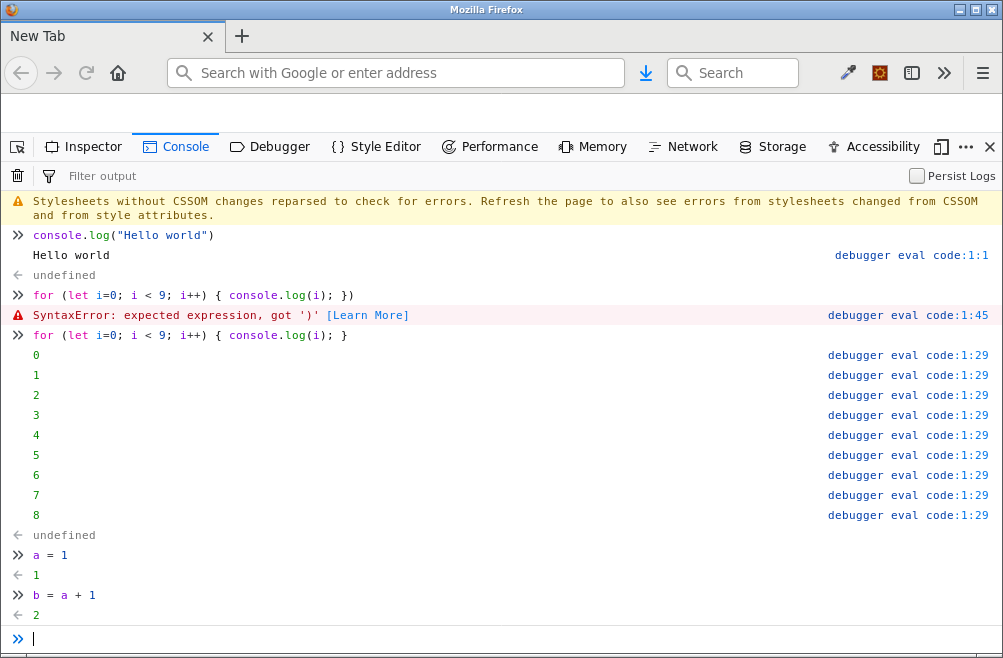 Mozilla Firefox
New Tab
Search with Google or enter address
Search
Inspector Console Debugger { } Style Editor Performance Memory Network Storage Accessibility
Filter output Persist Logs
Stylesheets without CSSOM changes reparsed to check for errors. Refresh the page to also see errors from stylesheets changed from CSSOM
and from style attributes.
console.log("Hello world")
Hello world debugger eval code:1:1
undefined
for (let i=0; i < 9; i++) { console.log(i); })
SyntaxError: expected expression, got ')' [Learn More] debugger eval code:1:45
for (let i=0; i < 9; i++) { console.log(i); }
0 debugger eval code:1:29
1 debugger eval code:1:29
2 debugger eval code:1:29
3 debugger eval code:1:29
4 debugger eval code:1:29
5 debugger eval code:1:29
6 debugger eval code:1:29
7 debugger eval code:1:29
8 debugger eval code:1:29
undefined
a = 1
1
b = a + 1
2